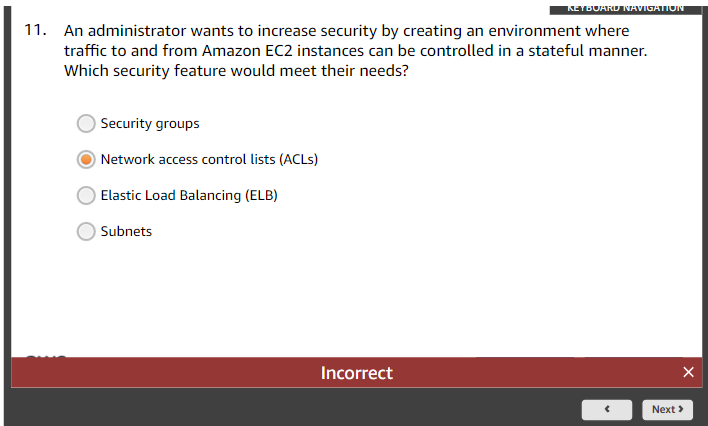 KEYBOARD NAVIGATION
11. An administrator wants to increase security by creating an environment where
traffic to and from Amazon EC2 instances can be controlled in a stateful manner.
Which security feature would meet their needs?
Security groups
Network access control lists (ACLs)
Elastic Load Balancing (ELB)
Subnets
Incorrect
Next